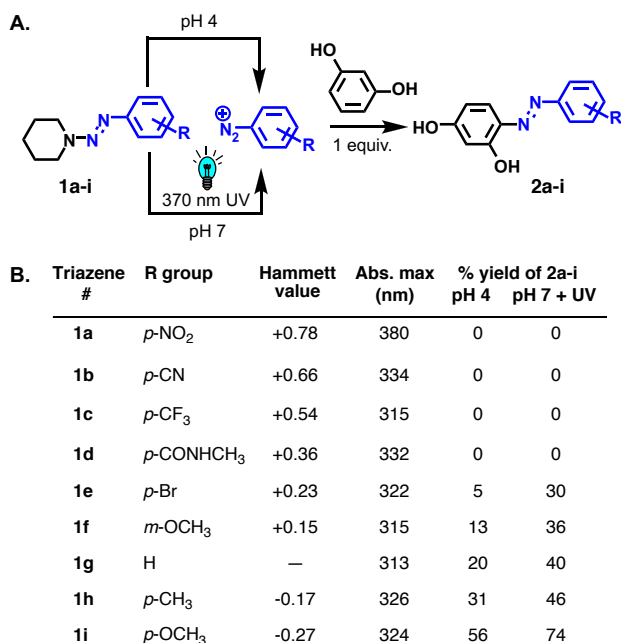 A.
pH 4
N
N
N
R
1a-i
370 nm UV
pH 7
⊕
N₂
R
HO
OH
1 equiv.
N
N
R
HO
OH
2a-i
B. Triazene # R group Hammett value Abs. max (nm) % yield of 2a-i pH 4 pH 7 + UV
1a p-NO₂ +0.78 380 0 0
1b p-CN +0.66 334 0 0
1c p-CF₃ +0.54 315 0 0
1d p-CONHCH₃ +0.36 332 0 0
1e p-Br +0.23 322 5 30
1f m-OCH₃ +0.15 315 13 36
1g H — 313 20 40
1h p-CH₃ -0.17 326 31 46
1i p-OCH₃ -0.27 324 56 74